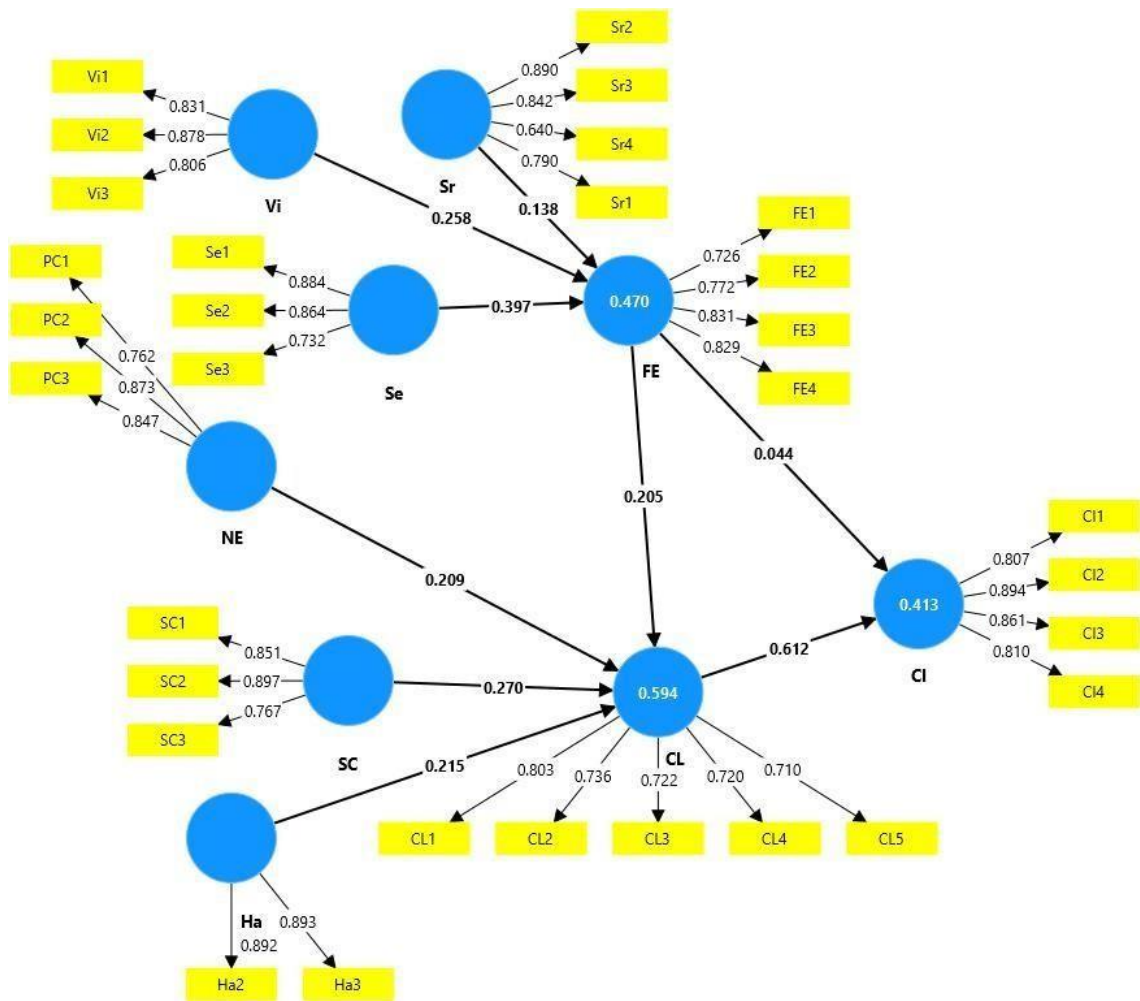 Vi1
Vi2
Vi3
0.831
0.878
0.806
Vi
Sr2
Sr3
Sr4
Sr1
0.890
0.842
0.640
0.790
Sr
0.258
0.138
PC1
PC2
PC3
0.762
0.873
0.847
NE
Se1
Se2
Se3
0.884
0.864
0.732
Se
0.397
0.470
FE
FE1
FE2
FE3
FE4
0.726
0.772
0.831
0.829
0.205
0.044
0.209
SC1
SC2
SC3
0.851
0.897
0.767
SC
0.270
0.594
CL
0.612
0.413
CI
CI1
CI2
CI3
CI4
0.807
0.894
0.861
0.810
0.215
0.803
0.736
0.722
0.720
0.710
CL1
CL2
CL3
CL4
CL5
Ha
0.892
0.893
Ha2
Ha3